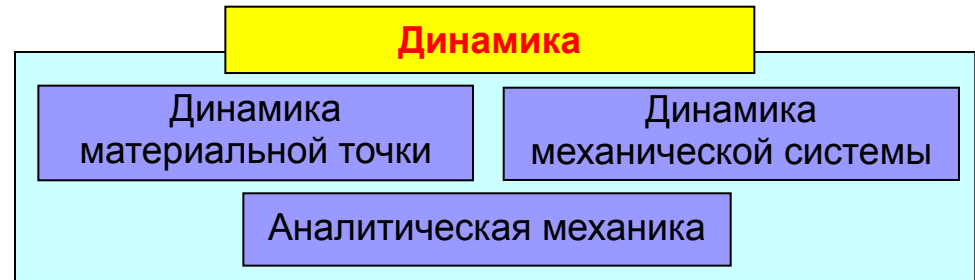 Динамика
Динамика
материальной точки
Динамика
механической системы
Аналитическая механика